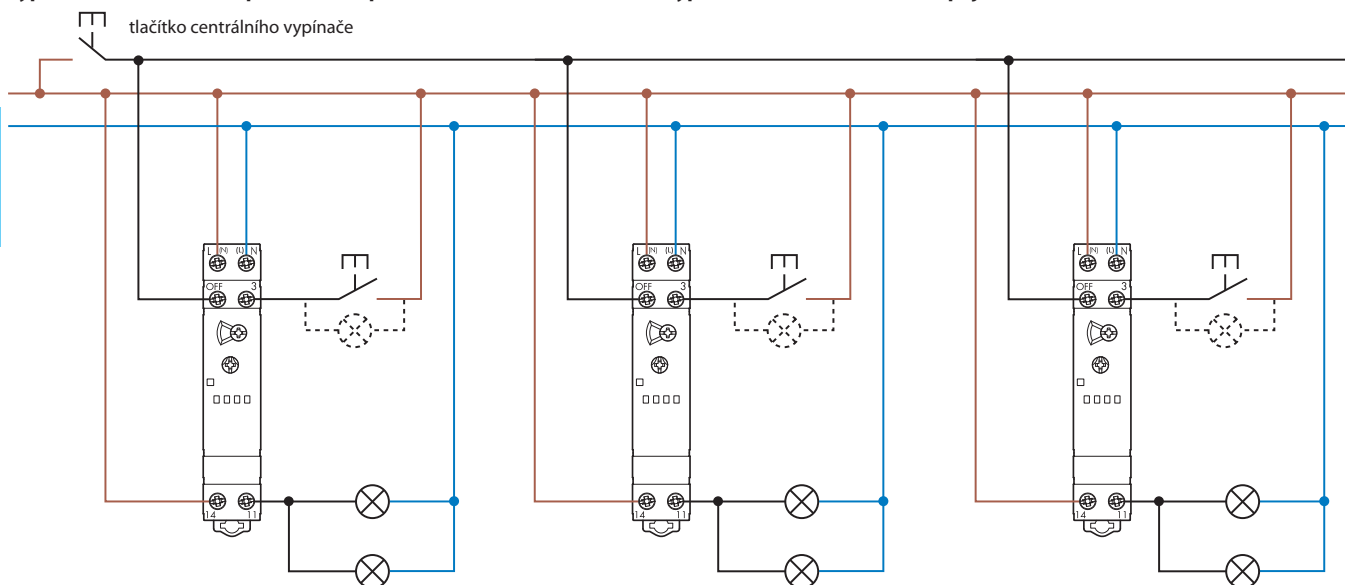 tlačítko centrálního vypínače
L (N) (L) N
L (N) (L) N
L (N) (L) N
OFF 3
OFF 3
OFF 3
14 11
14 11
14 11